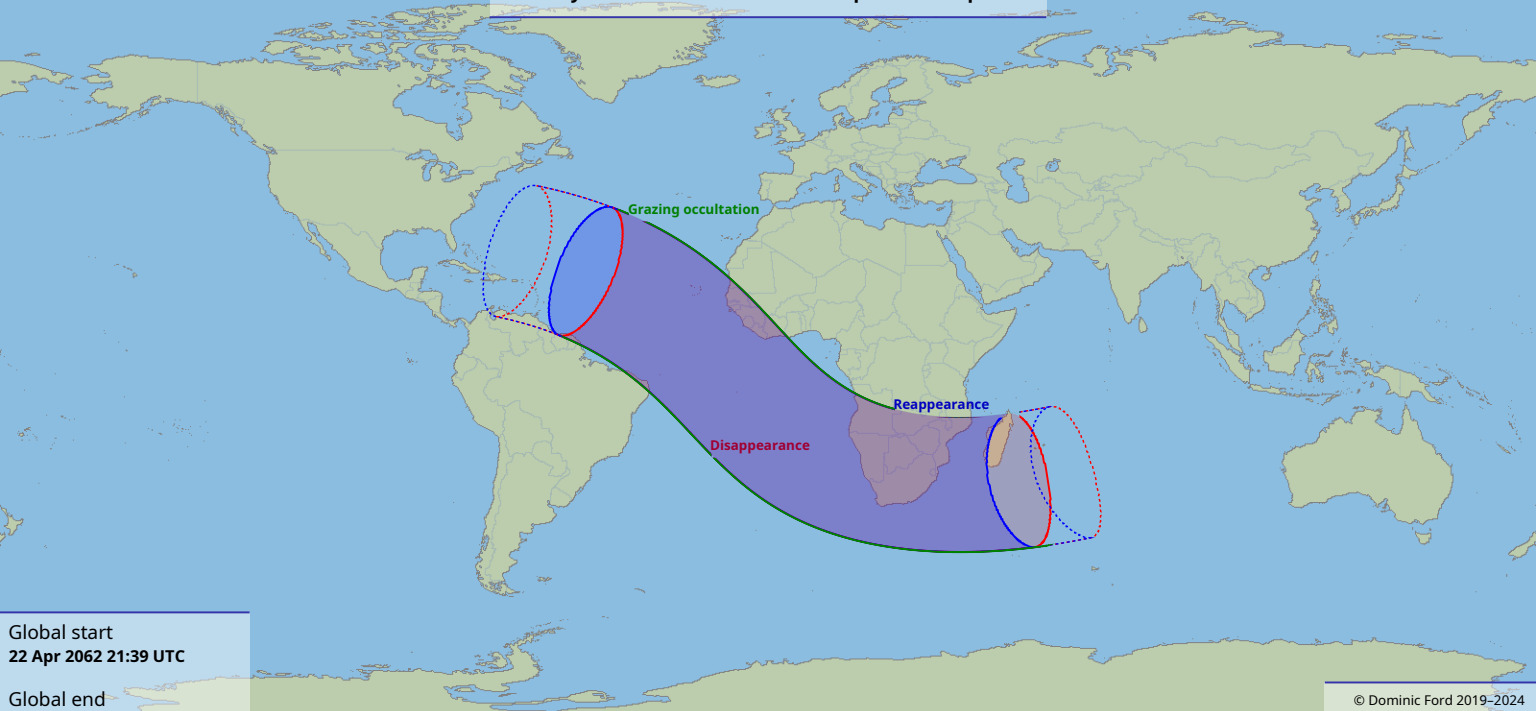 Grazing occultation
Reappearance
Disappearance
Global start
22 Apr 2062 21:39 UTC
Global end
© Dominic Ford 2019–2024